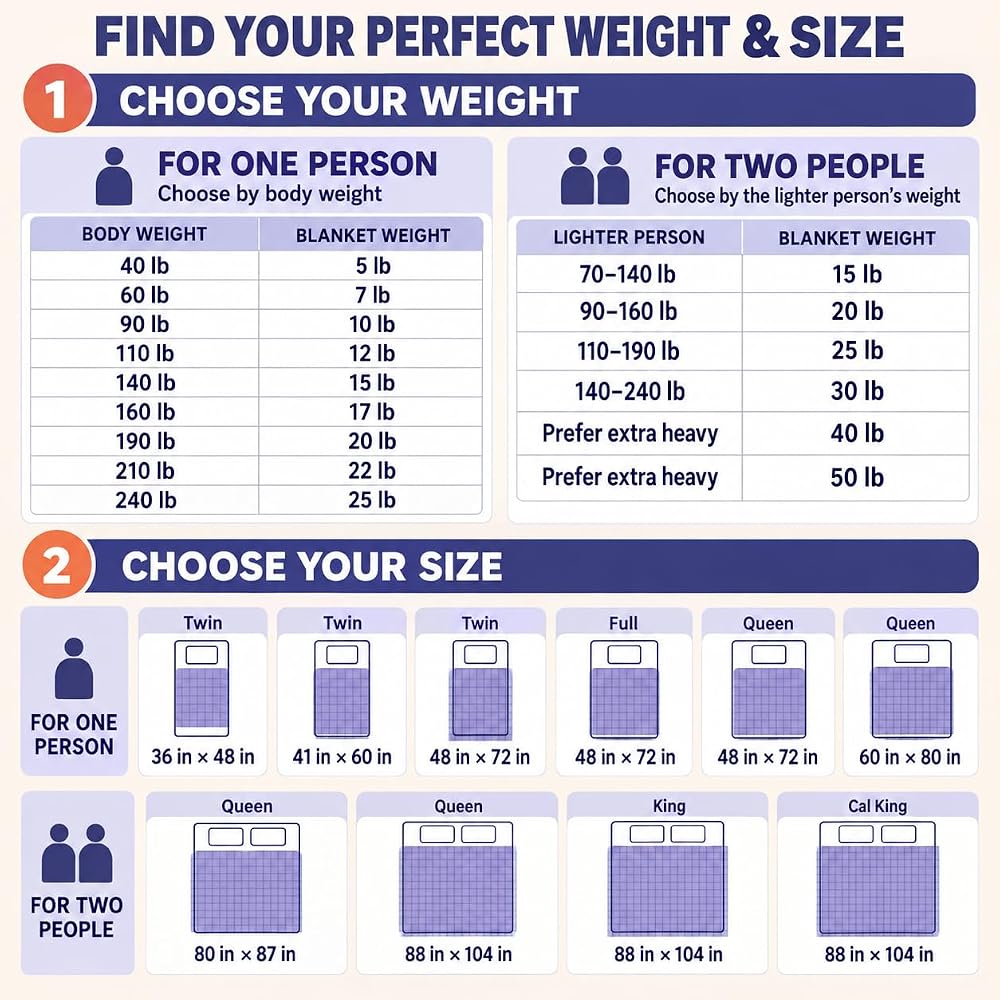 FIND YOUR PERFECT WEIGHT & SIZE
1 CHOOSE YOUR WEIGHT
FOR ONE PERSON
Choose by body weight
BODY WEIGHT BLANKET WEIGHT
40 lb 5 lb
60 lb 7 lb
90 lb 10 lb
110 lb 12 lb
140 lb 15 lb
160 lb 17 lb
190 lb 20 lb
210 lb 22 lb
240 lb 25 lb
FOR TWO PEOPLE
Choose by the lighter person's weight
LIGHTER PERSON BLANKET WEIGHT
70–140 lb 15 lb
90–160 lb 20 lb
110–190 lb 25 lb
140–240 lb 30 lb
Prefer extra heavy 40 lb
Prefer extra heavy 50 lb
2 CHOOSE YOUR SIZE
FOR ONE
PERSON
Twin
36 in × 48 in
Twin
41 in × 60 in
Twin
48 in × 72 in
Full
48 in × 72 in
Queen
48 in × 72 in
Queen
60 in × 80 in
FOR TWO
PEOPLE
Queen
80 in × 87 in
Queen
88 in × 104 in
King
88 in × 104 in
Cal King
88 in × 104 in